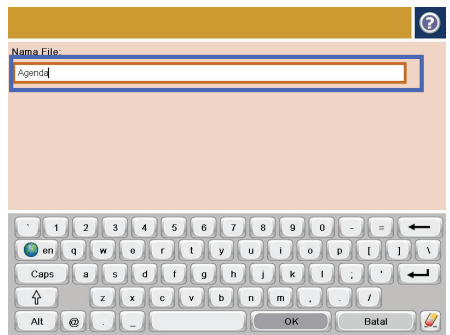 ?
Nama File:
Agenda
` 1 2 3 4 5 6 7 8 9 0 - =
en q w e r t y u i o p [ ] \
Caps a s d f g h j k l ; '
z x c v b n m , . /
Alt @ . _ OK Batal